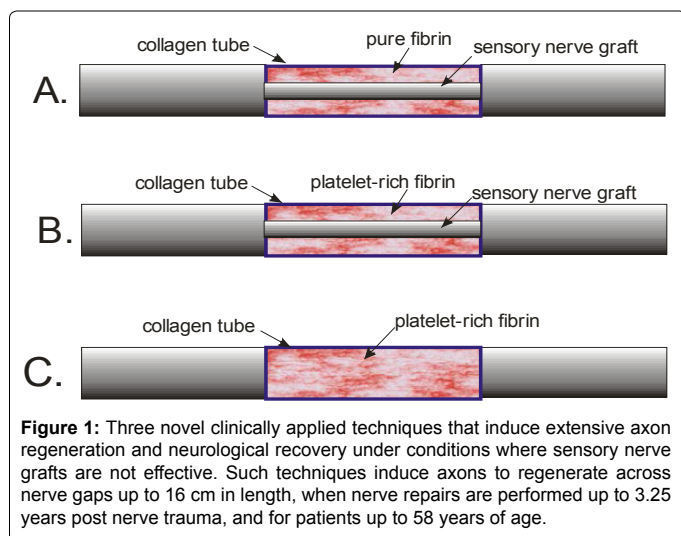 collagen tube
pure fibrin
sensory nerve graft
A.
collagen tube
platelet-rich fibrin
sensory nerve graft
B.
collagen tube
platelet-rich fibrin
C.
Figure 1: Three novel clinically applied techniques that induce extensive axon
regeneration and neurological recovery under conditions where sensory nerve
grafts are not effective. Such techniques induce axons to regenerate across
nerve gaps up to 16 cm in length, when nerve repairs are performed up to 3.25
years post nerve trauma, and for patients up to 58 years of age.